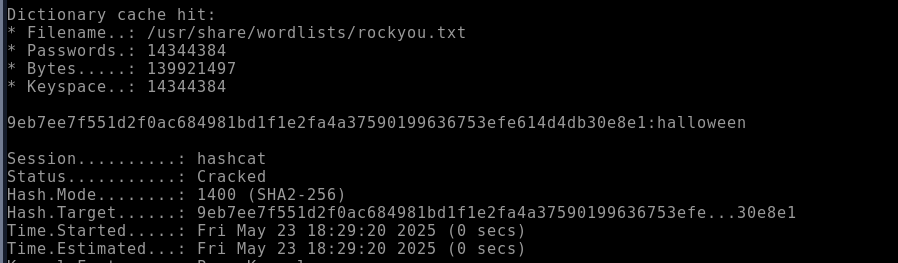 Dictionary cache hit:
* Filename..: /usr/share/wordlists/rockyou.txt
* Passwords.: 14344384
* Bytes.....: 139921497
* Keyspace..: 14344384
9eb7ee7f551d2f0ac684981bd1f1e2fa4a37590199636753efe614d4db30e8e1:halloween
Session..........: hashcat
Status...........: Cracked
Hash.Mode........: 1400 (SHA2-256)
Hash.Target......: 9eb7ee7f551d2f0ac684981bd1f1e2fa4a37590199636753efe...30e8e1
Time.Started.....: Fri May 23 18:29:20 2025 (0 secs)
Time.Estimated...: Fri May 23 18:29:20 2025 (0 secs)